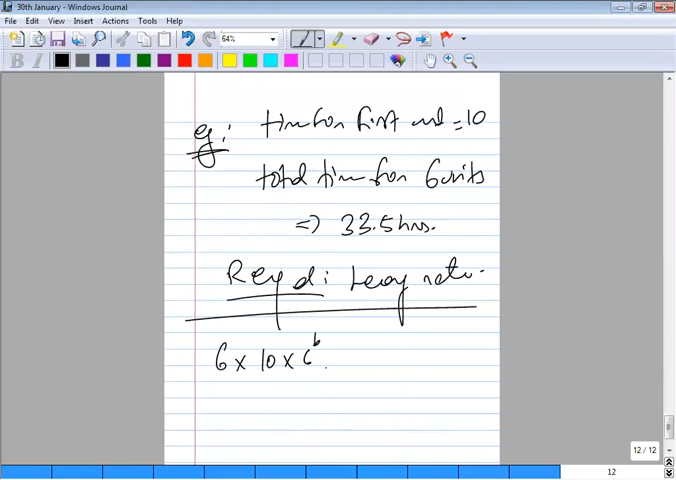 30th January - Windows Journal
File Edit View Insert Actions Tools Help
64%
B I
eg: time for first unit = 10
total time for 6 units
=> 33.5 hrs.
Reqd: Learning ratio.
6 x 10 x 6^b
12 / 12
12